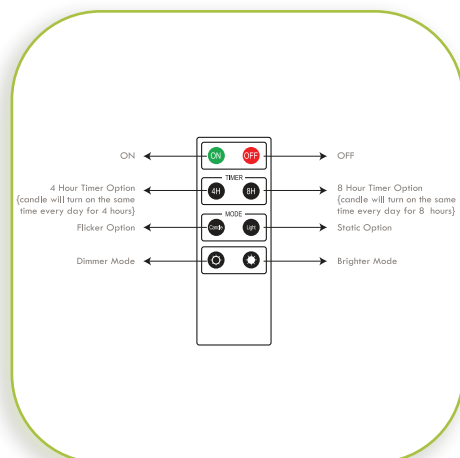 ON
ON
OFF
OFF
TIMER
4 Hour Timer Option
{candle will turn on the same
time every day for 4 hours}
4H
8H
8 Hour Timer Option
{candle will turn on the same
time every day for 8 hours}
MODE
Flicker Option
Candle
Light
Static Option
Dimmer Mode
Brighter Mode